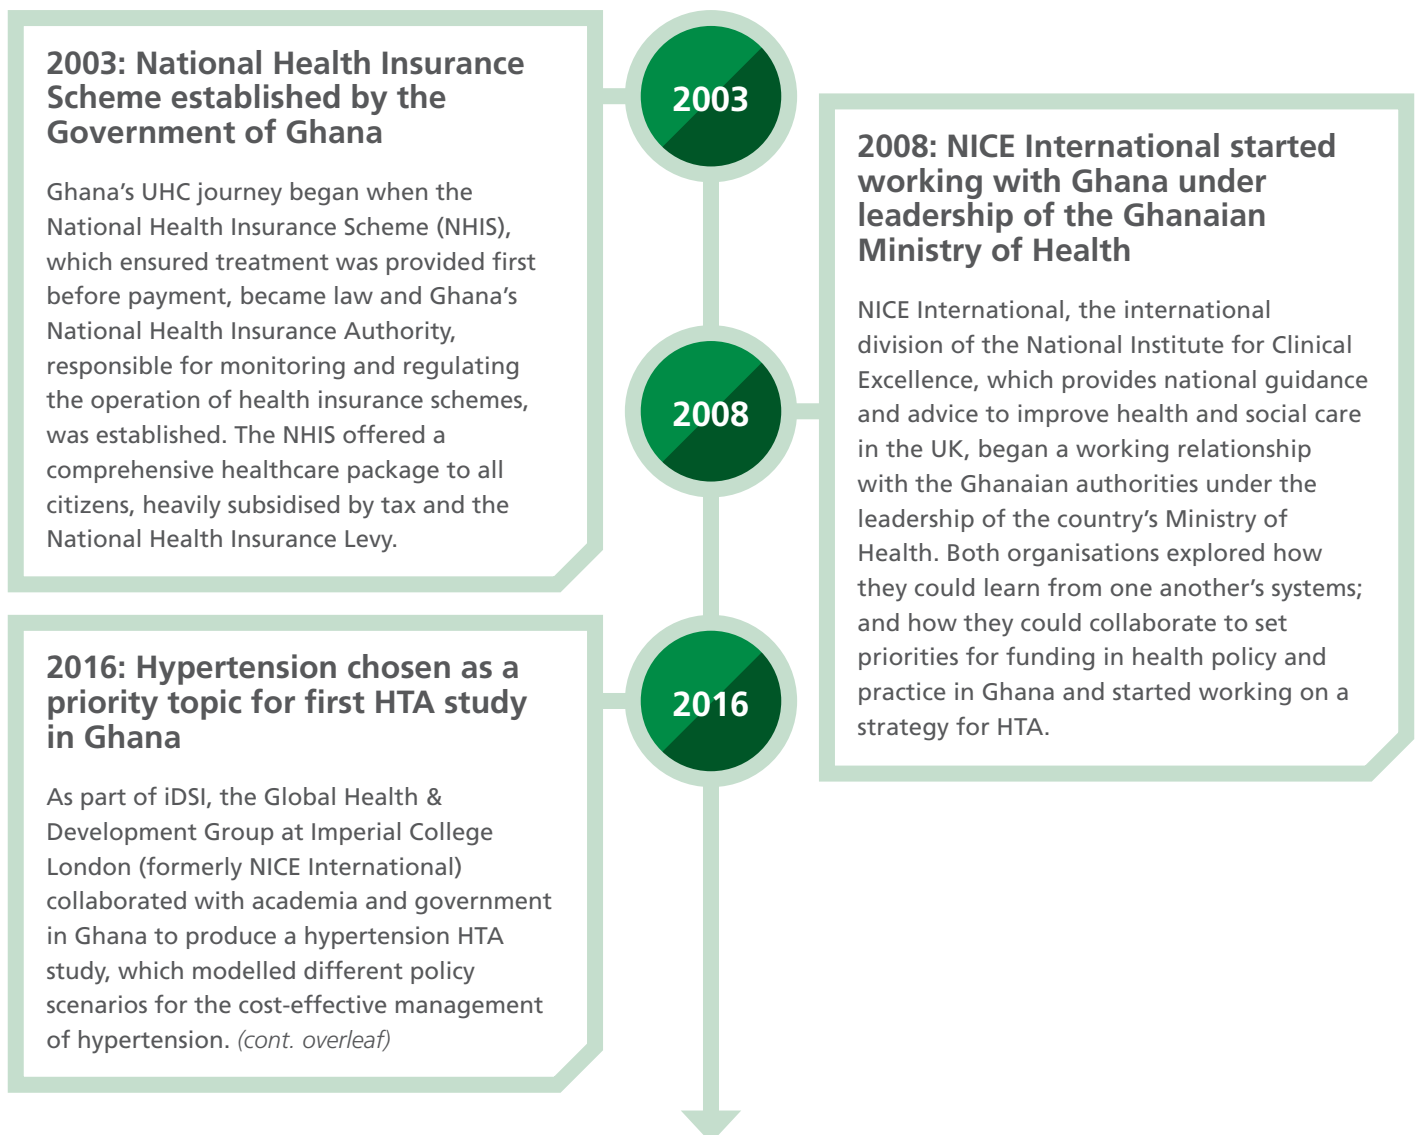 2003: National Health Insurance
Scheme established by the
Government of Ghana
Ghana’s UHC journey began when the
National Health Insurance Scheme (NHIS),
which ensured treatment was provided first
before payment, became law and Ghana’s
National Health Insurance Authority,
responsible for monitoring and regulating
the operation of health insurance schemes,
was established. The NHIS offered a
comprehensive healthcare package to all
citizens, heavily subsidised by tax and the
National Health Insurance Levy.
2003
2008: NICE International started
working with Ghana under
leadership of the Ghanaian
Ministry of Health
NICE International, the international
division of the National Institute for Clinical
Excellence, which provides national guidance
and advice to improve health and social care
in the UK, began a working relationship
with the Ghanaian authorities under the
leadership of the country’s Ministry of
Health. Both organisations explored how
they could learn from one another’s systems;
and how they could collaborate to set
priorities for funding in health policy and
practice in Ghana and started working on a
strategy for HTA.
2008
2016: Hypertension chosen as a
priority topic for first HTA study
in Ghana
As part of iDSI, the Global Health &
Development Group at Imperial College
London (formerly NICE International)
collaborated with academia and government
in Ghana to produce a hypertension HTA
study, which modelled different policy
scenarios for the cost-effective management
of hypertension. (cont. overleaf)
2016